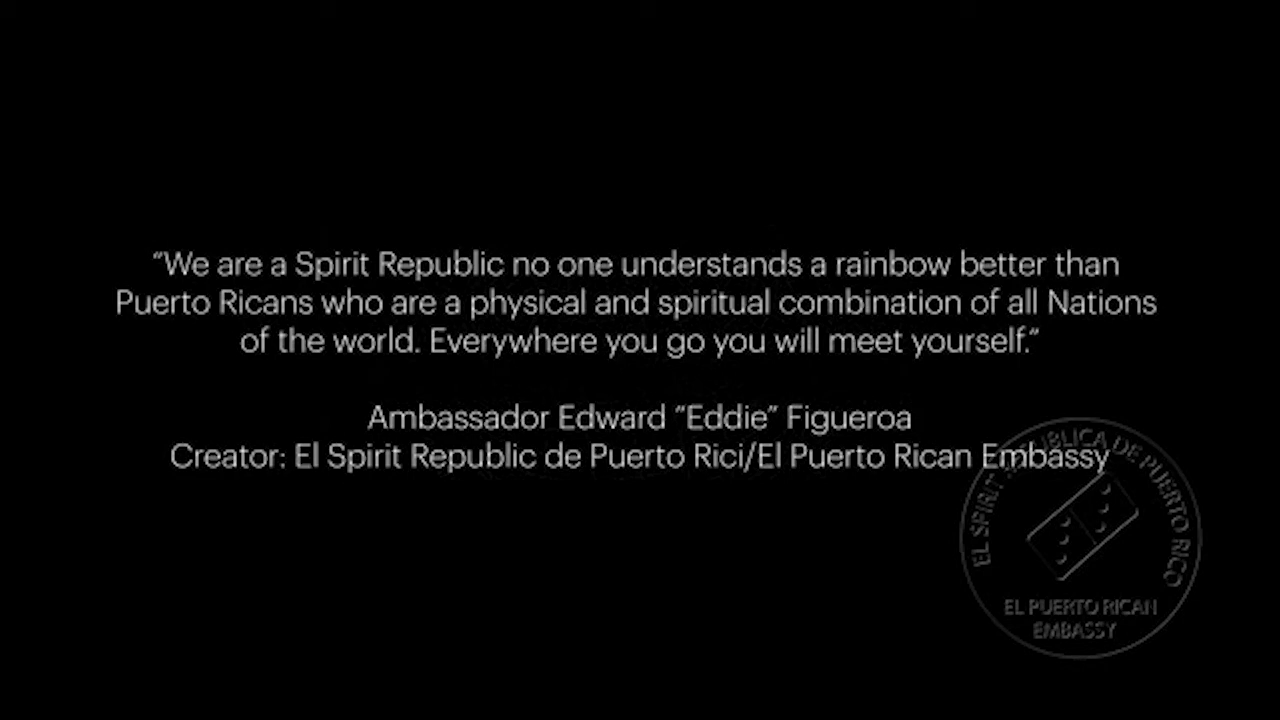 “We are a Spirit Republic no one understands a rainbow better than
Puerto Ricans who are a physical and spiritual combination of all Nations
of the world. Everywhere you go you will meet yourself.”
Ambassador Edward “Eddie” Figueroa
Creator: El Spirit Republic de Puerto Rici/El Puerto Rican Embassy
EL SPIRIT DE PUERTO RICO
EL PUERTO RICAN
EMBASSY